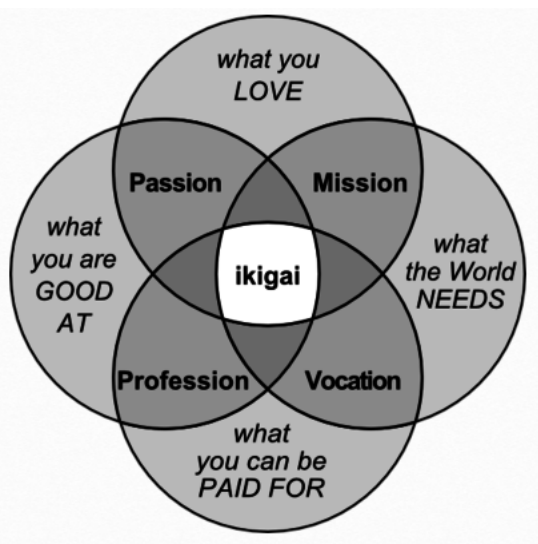 what you
LOVE
Passion
Mission
what
you are
GOOD
AT
ikigai
what
the World
NEEDS
Profession
Vocation
what
you can be
PAID FOR